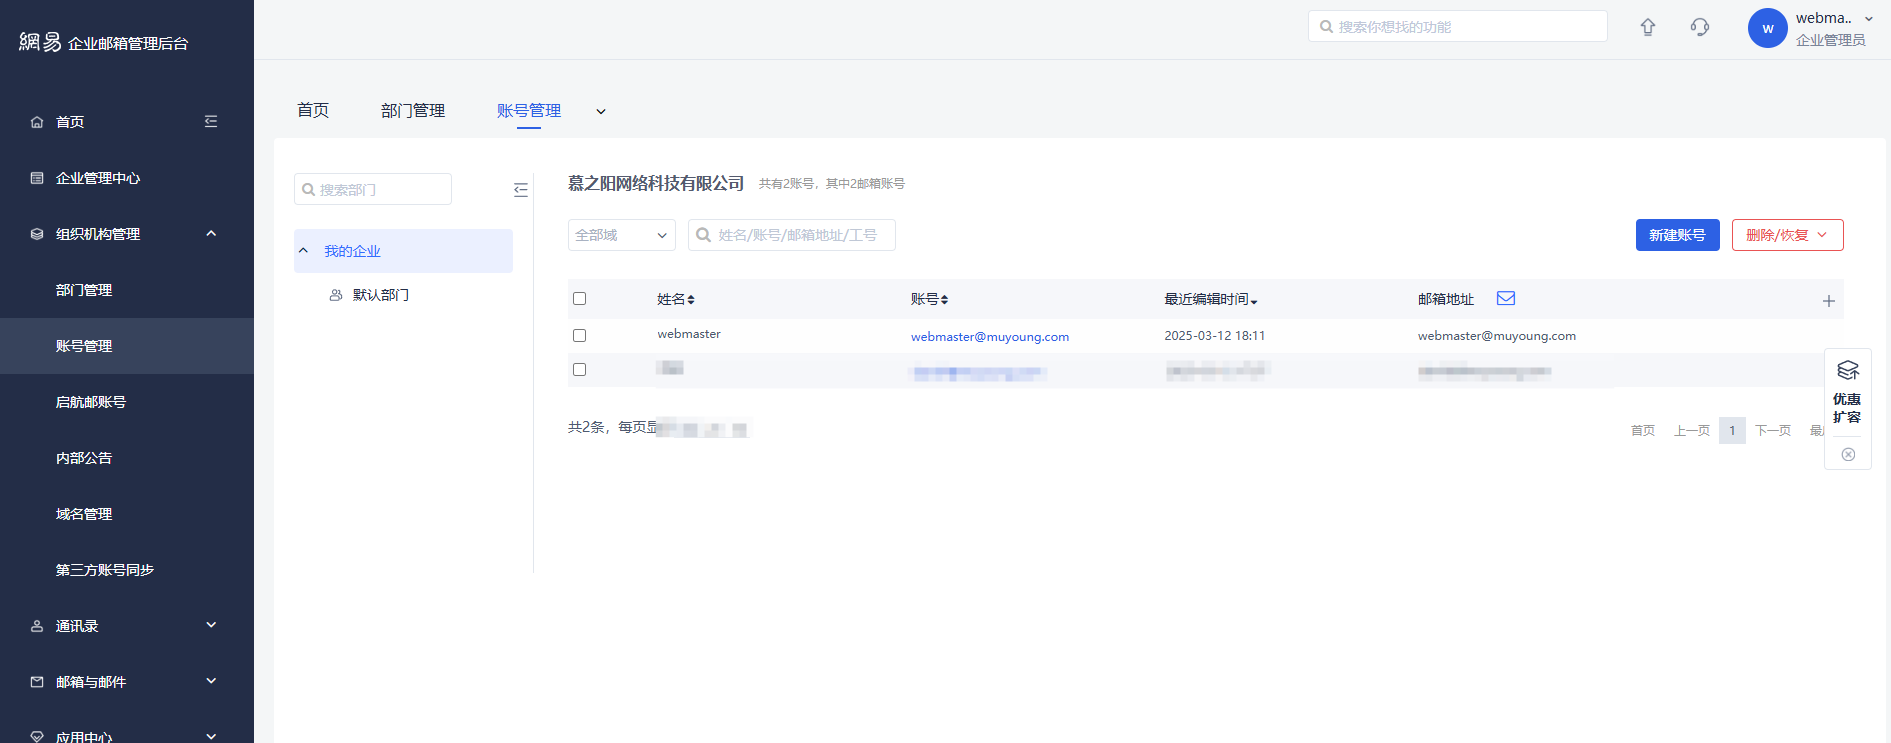 網易 企业邮箱管理后台
搜索你想找的功能
w
webma..
企业管理员
首页
企业管理中心
组织机构管理
部门管理
账号管理
启航邮账号
内部公告
域名管理
第三方账号同步
通讯录
邮箱与邮件
应用中心
首页 部门管理 账号管理
搜索部门
我的企业
默认部门
慕之阳网络科技有限公司 共有2账号，其中2邮箱账号
全部域 姓名/账号/邮箱地址/工号 新建账号 删除/恢复
姓名 账号 最近编辑时间 邮箱地址
webmaster webmaster@muyoung.com 2025-03-12 18:11 webmaster@muyoung.com
共2条，每页显
首页 上一页 1 下一页 最
优惠
扩容